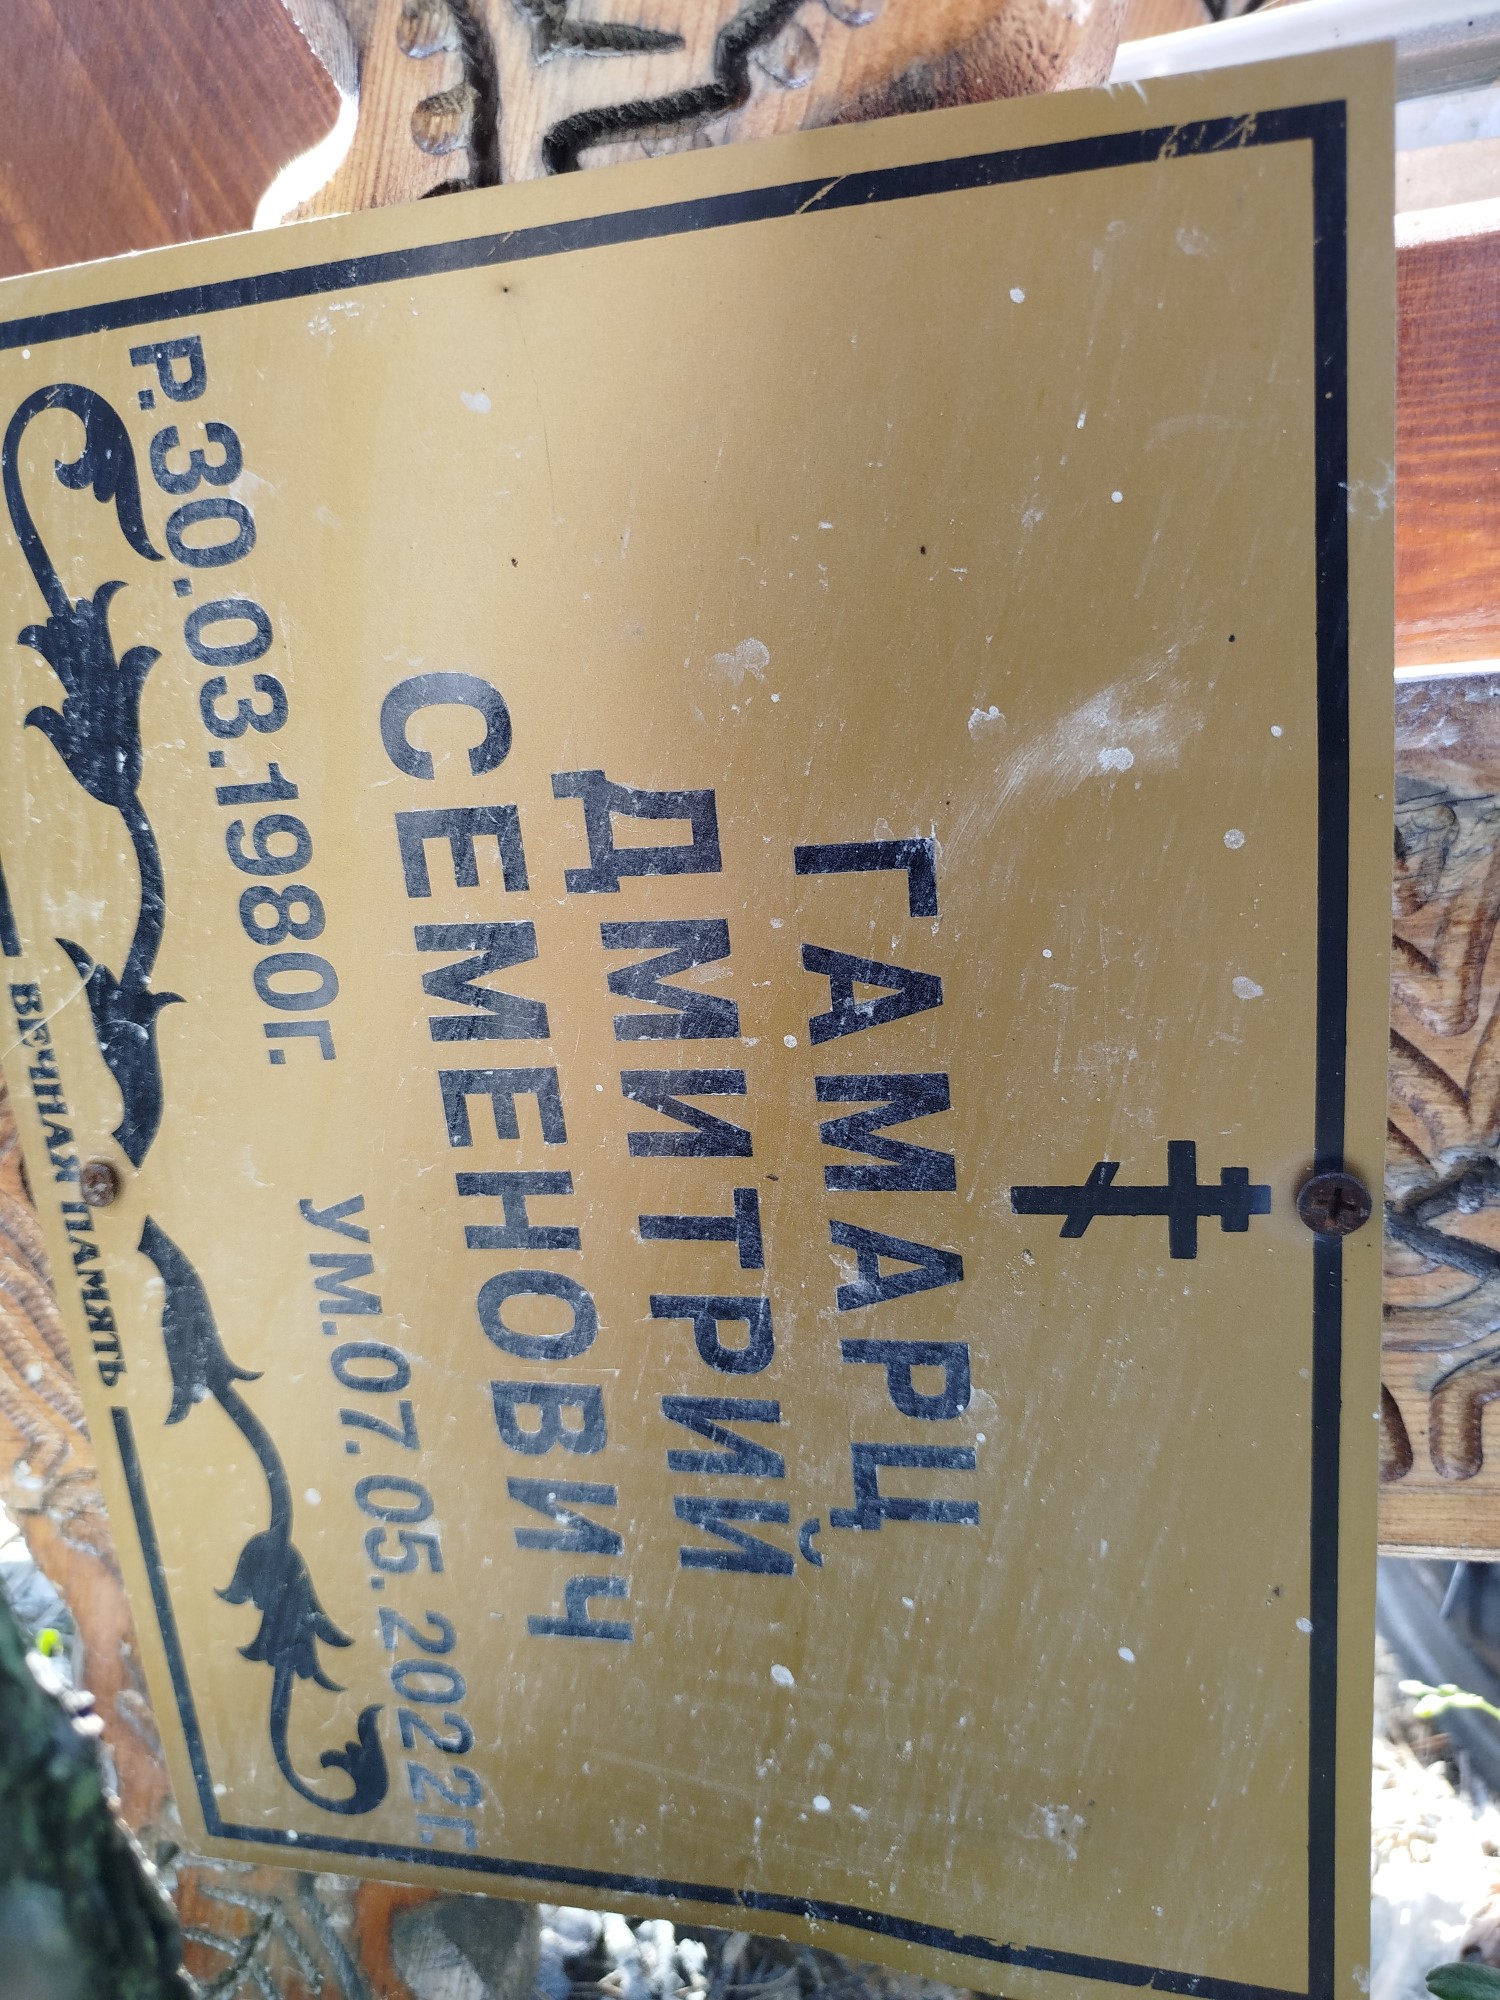 ГАМАРЦ
ДМИТРИЙ
СЕМЕНОВИЧ
р.30.03.1980г.
ум.07.05.2022г.
ВЕЧНАЯ ПАМЯТЬ